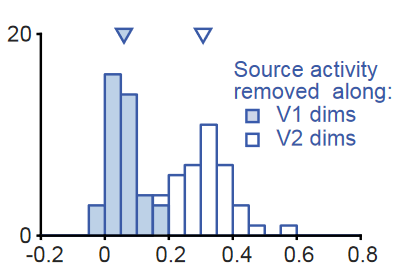 20
Source activity
removed along:
V1 dims
V2 dims
0
-0.2 0 0.2 0.4 0.6 0.8